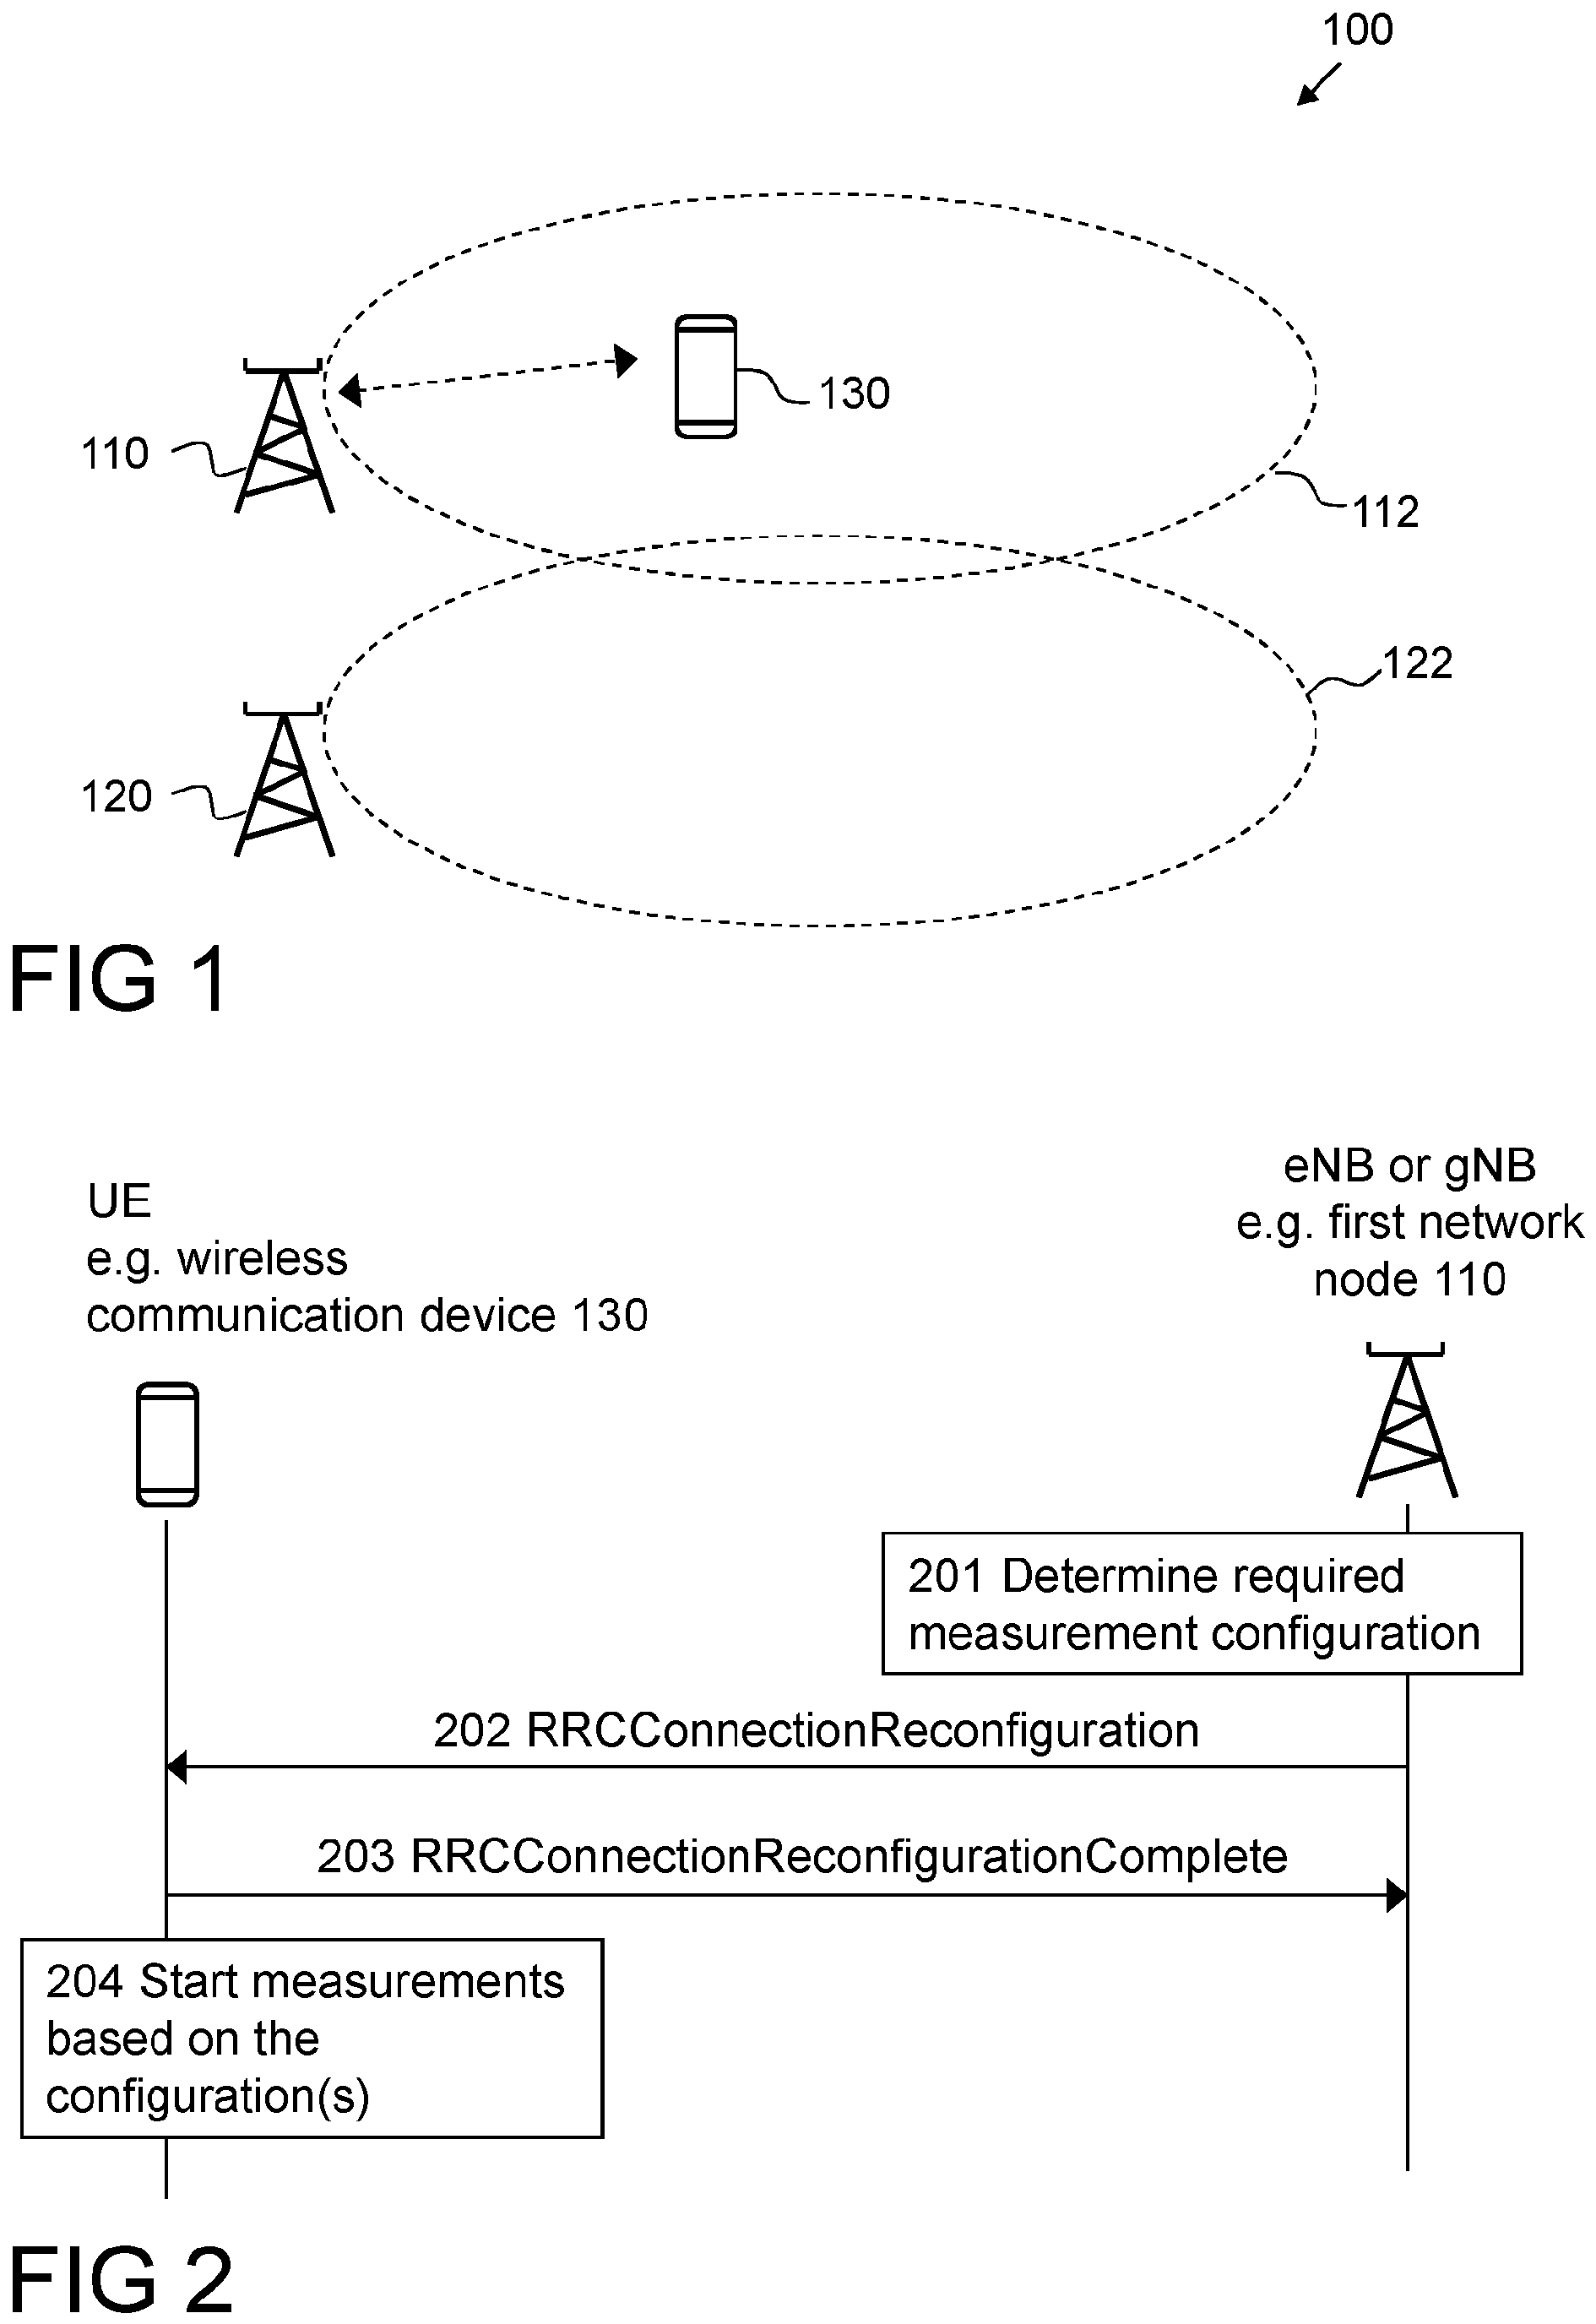 100
130
110
112
122
120
FIG 1
eNB or gNB
e.g. first network
node 110
UE
e.g. wireless
communication device 130
201 Determine required
measurement configuration
202 RRCConnectionReconfiguration
203 RRCConnectionReconfigurationComplete
204 Start measurements
based on the
configuration(s)
FIG 2